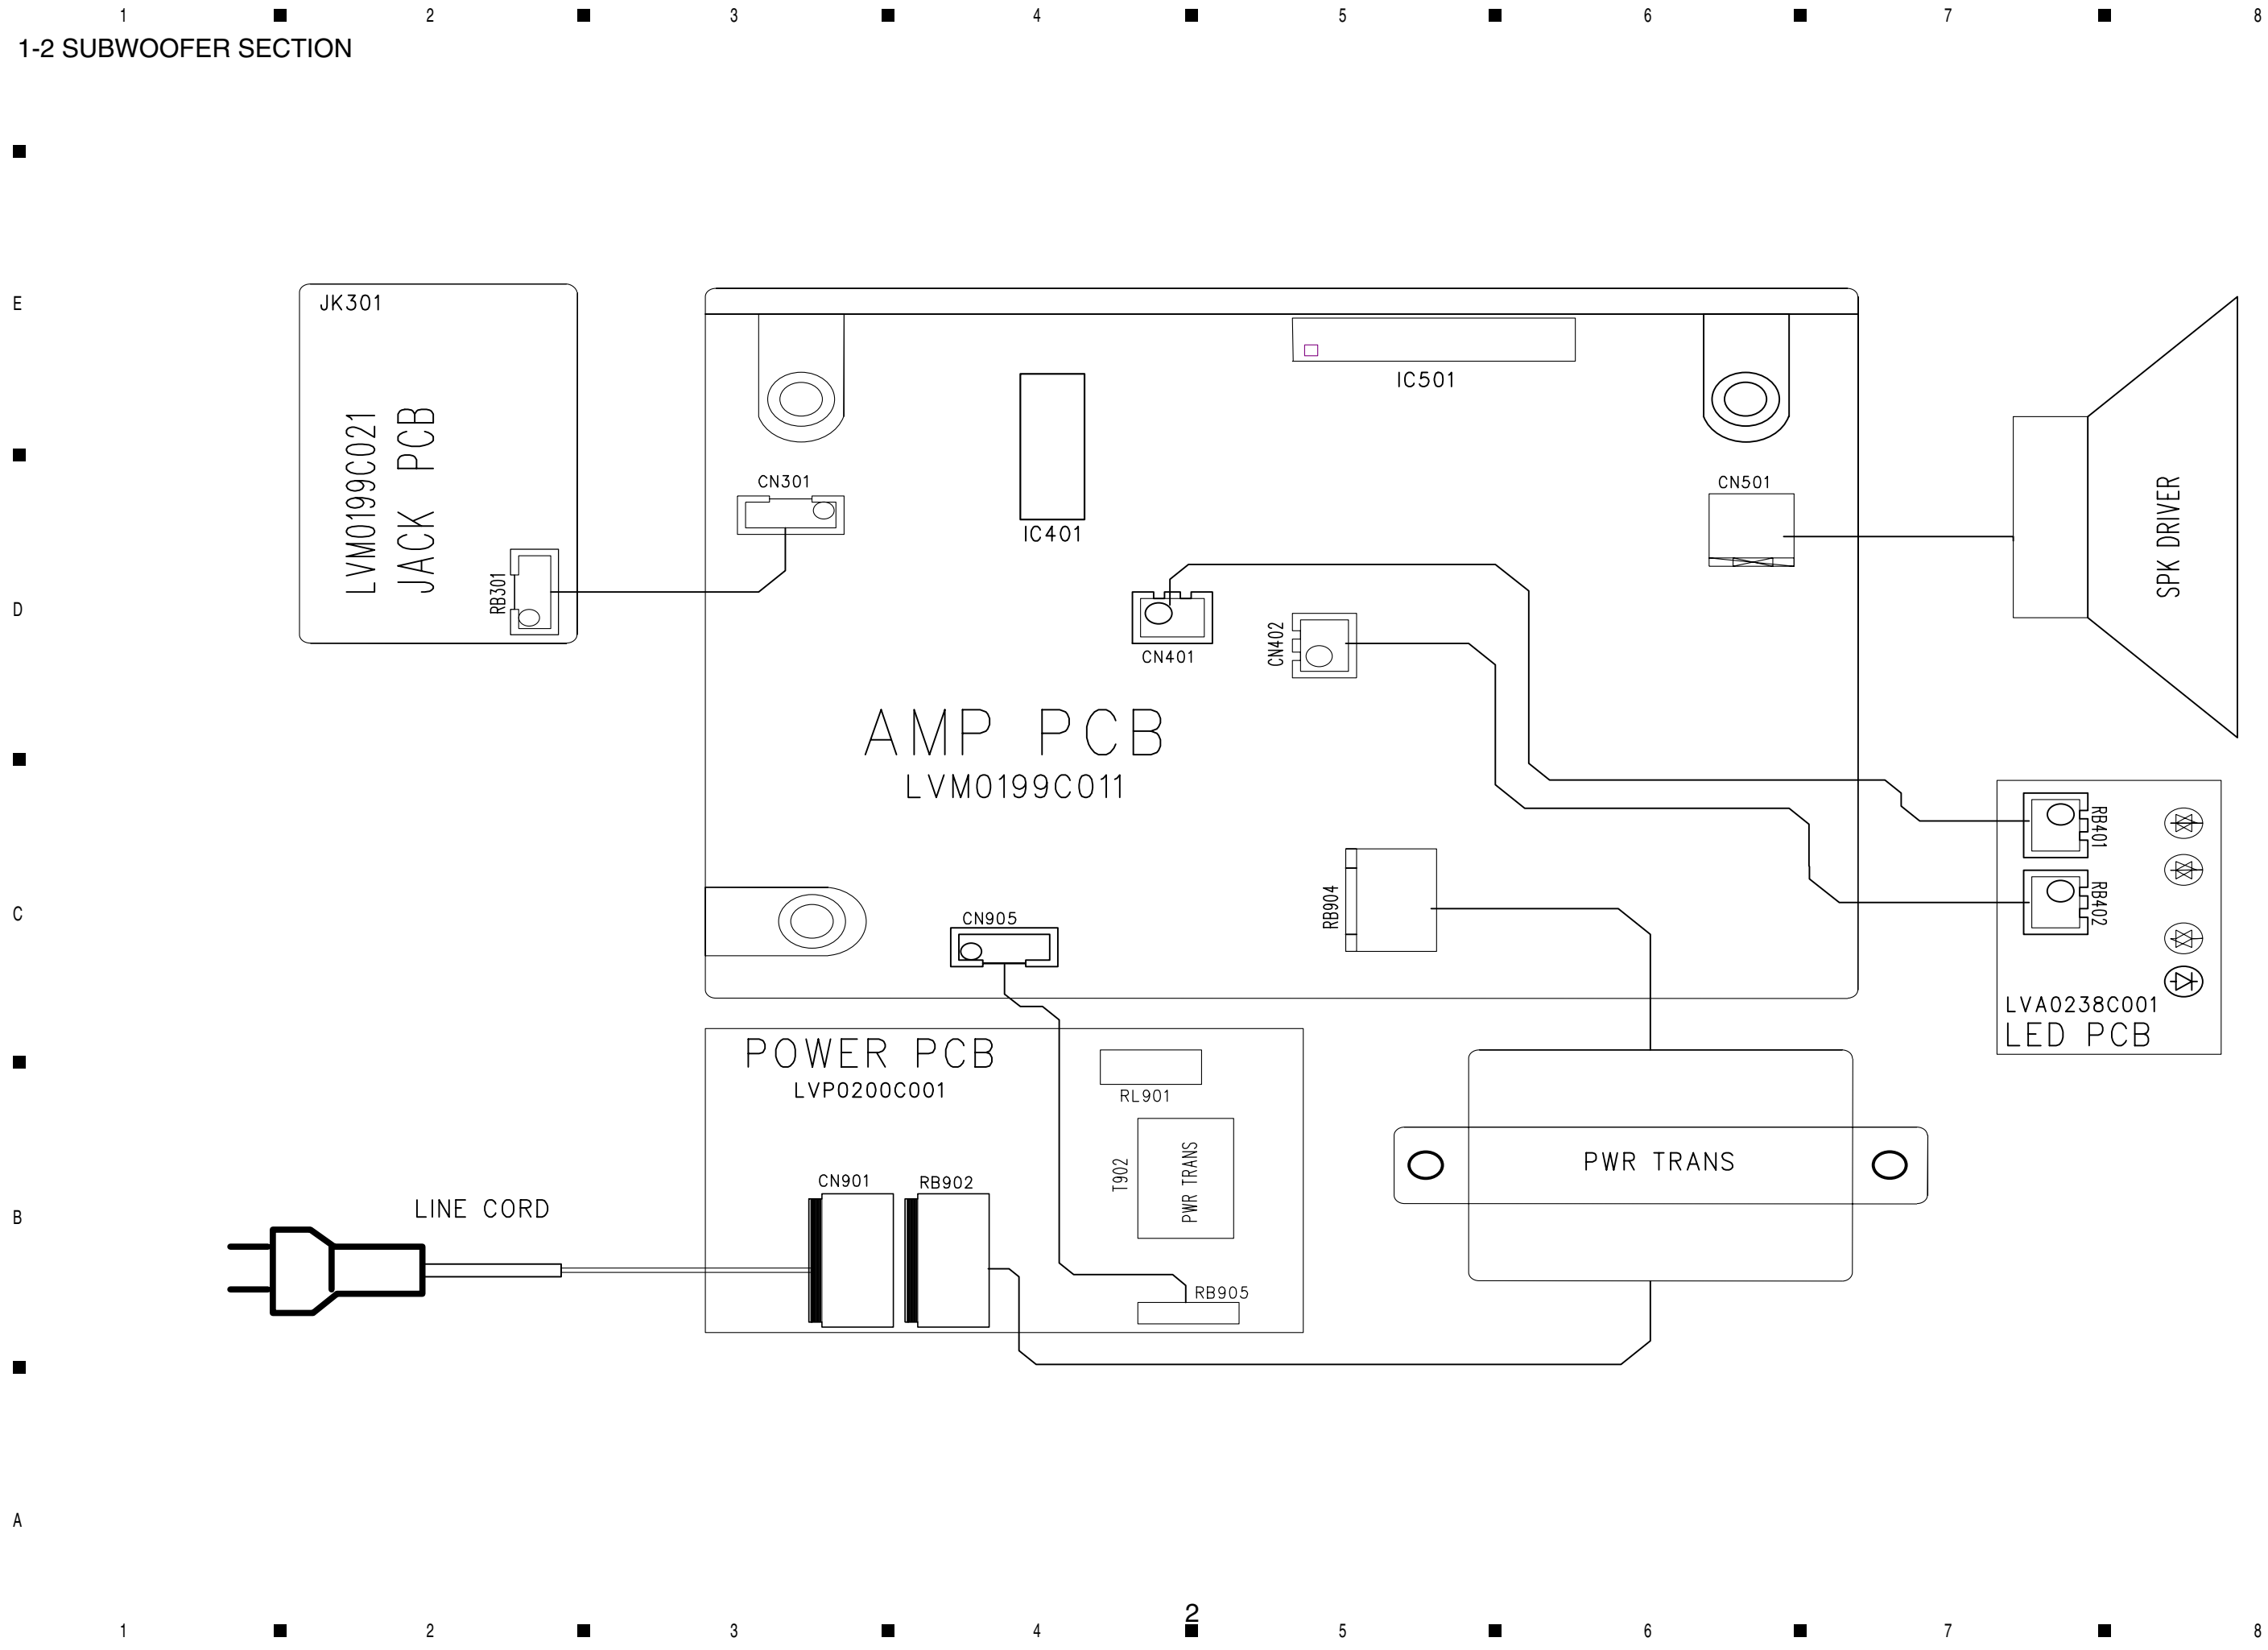 1 2 3 4 5 6 7 8
1-2 SUBWOOFER SECTION
E
JK301
LVM0199C021
JACK PCB
RB301
IC501
IC401
CN301
CN501
SPK DRIVER
D
CN401
CN402
AMP PCB
LVM0199C011
RB401
RB402
C
CN905
RB904
LVA0238C001
LED PCB
POWER PCB
LVP0200C001
RL901
T902
PWR TRANS
PWR TRANS
CN901
RB902
B
LINE CORD
RB905
A
2
1 2 3 4 5 6 7 8